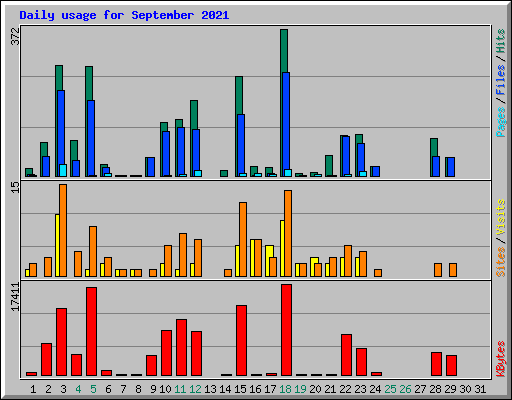 Daily usage for September 2021
372
Pages / Files / Hits
15
Sites / Visits
17411
KBytes
1 2 3 4 5 6 7 8 9 10 11 12 13 14 15 16 17 18 19 20 21 22 23 24 25 26 27 28 29 30 31